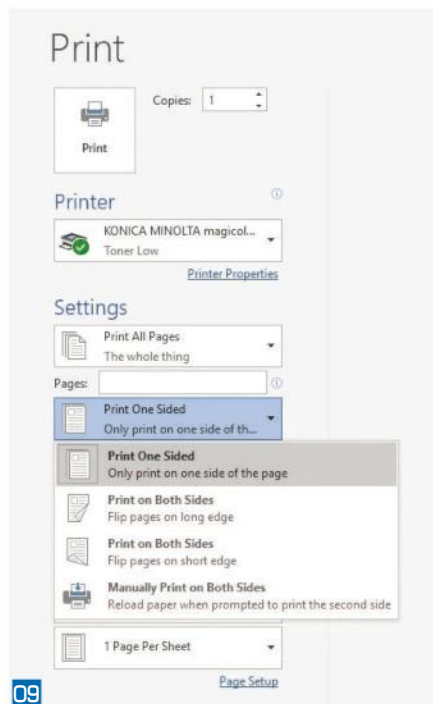 Print
Copies: 1
Print
Printer
KONICA MINOLTA magicol...
Toner Low
Printer Properties
Settings
Print All Pages
The whole thing
Pages:
Print One Sided
Only print on one side of th...
Print One Sided
Only print on one side of the page
Print on Both Sides
Flip pages on long edge
Print on Both Sides
Flip pages on short edge
Manually Print on Both Sides
Reload paper when prompted to print the second side
1 Page Per Sheet
Page Setup
09